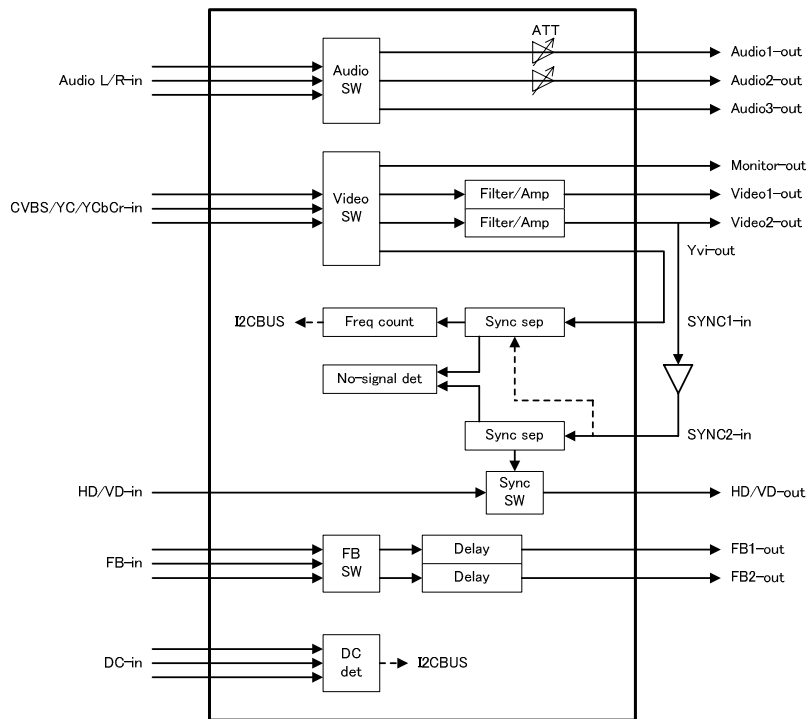 ATT
Audio L/R-in
Audio
SW
Audio1-out
Audio2-out
Audio3-out
CVBS/YC/YCbCr-in
Video
SW
Filter/Amp
Filter/Amp
Monitor-out
Video1-out
Video2-out
Yvi-out
I2CBUS
Freq count
Sync sep
SYNC1-in
No-signal det
Sync sep
SYNC2-in
HD/VD-in
Sync
SW
HD/VD-out
FB-in
FB
SW
Delay
Delay
FB1-out
FB2-out
DC-in
DC
det
I2CBUS